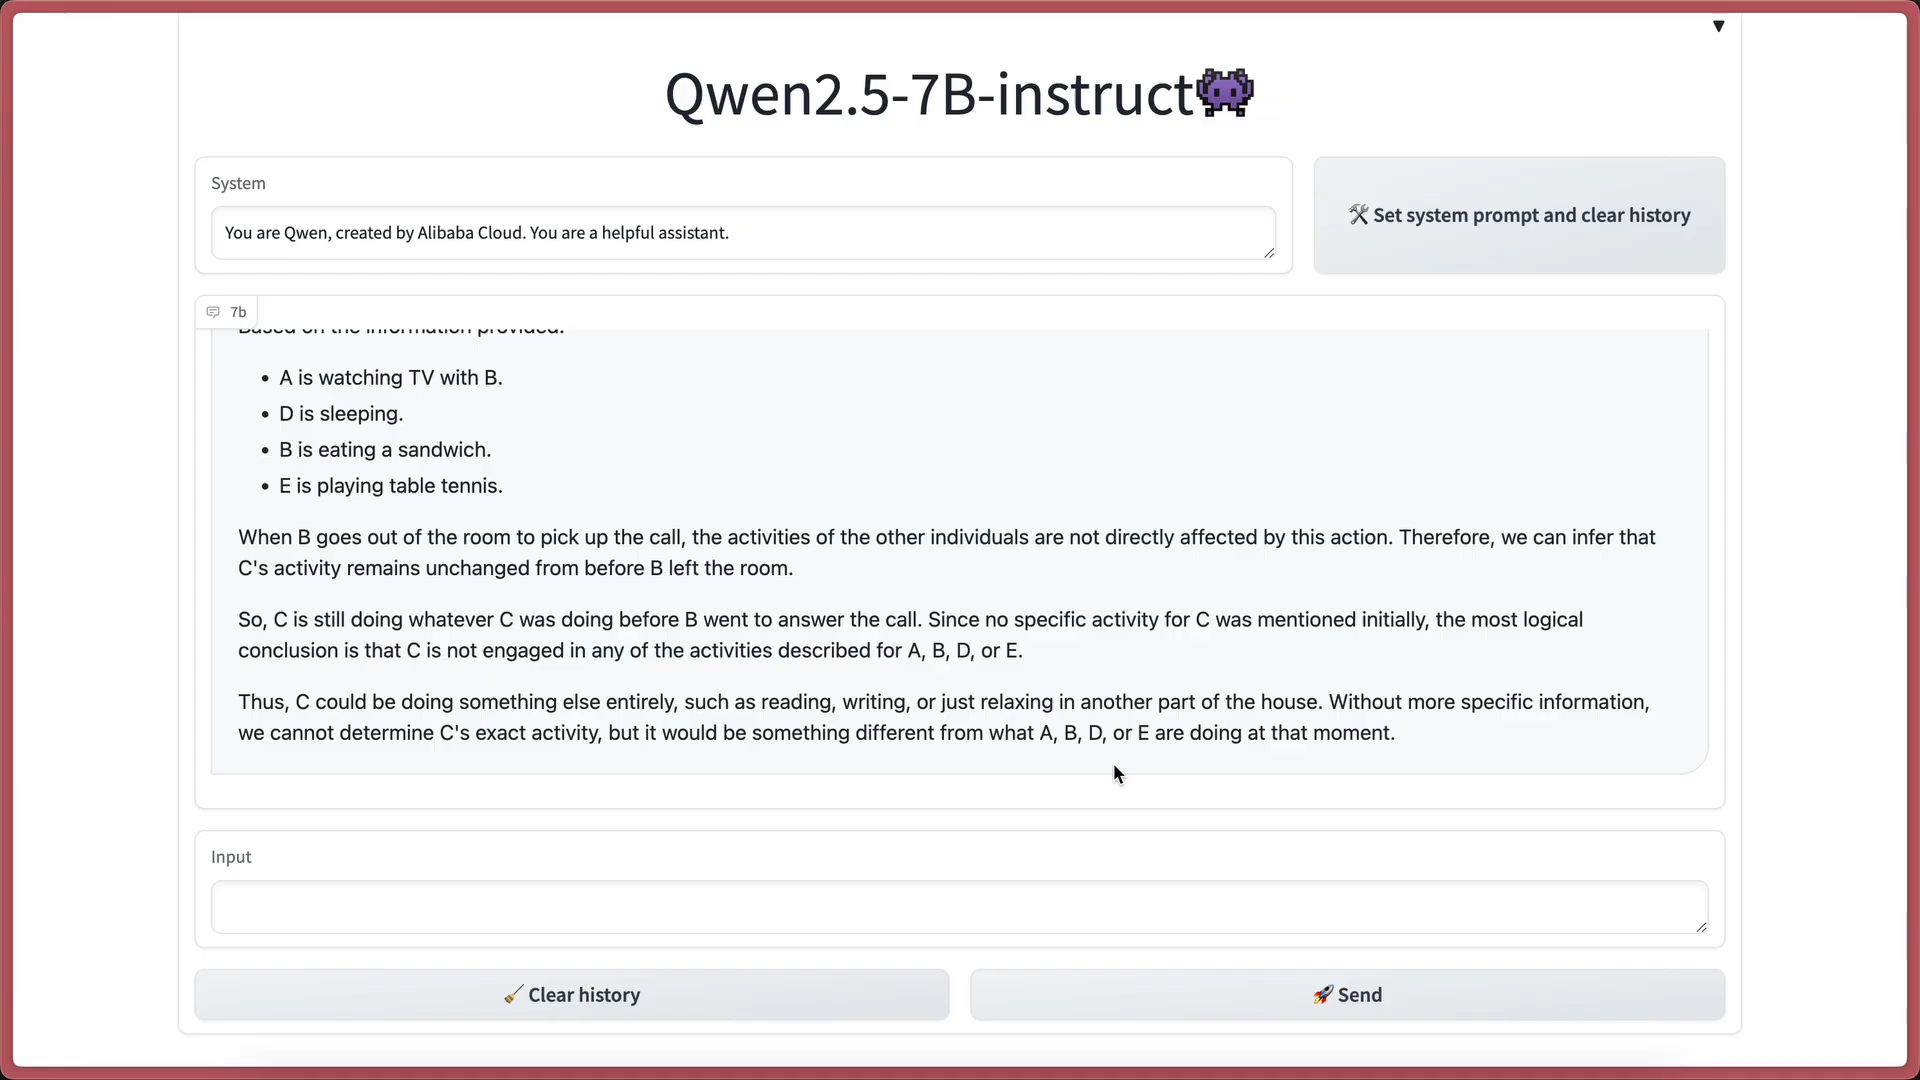 Qwen2.5-7B-instruct
System
You are Qwen, created by Alibaba Cloud. You are a helpful assistant.
Set system prompt and clear history
7b
Based on the information provided:
A is watching TV with B.
D is sleeping.
B is eating a sandwich.
E is playing table tennis.
When B goes out of the room to pick up the call, the activities of the other individuals are not directly affected by this action. Therefore, we can infer that
C's activity remains unchanged from before B left the room.
So, C is still doing whatever C was doing before B went to answer the call. Since no specific activity for C was mentioned initially, the most logical
conclusion is that C is not engaged in any of the activities described for A, B, D, or E.
Thus, C could be doing something else entirely, such as reading, writing, or just relaxing in another part of the house. Without more specific information,
we cannot determine C's exact activity, but it would be something different from what A, B, D, or E are doing at that moment.
Input
Clear history
Send